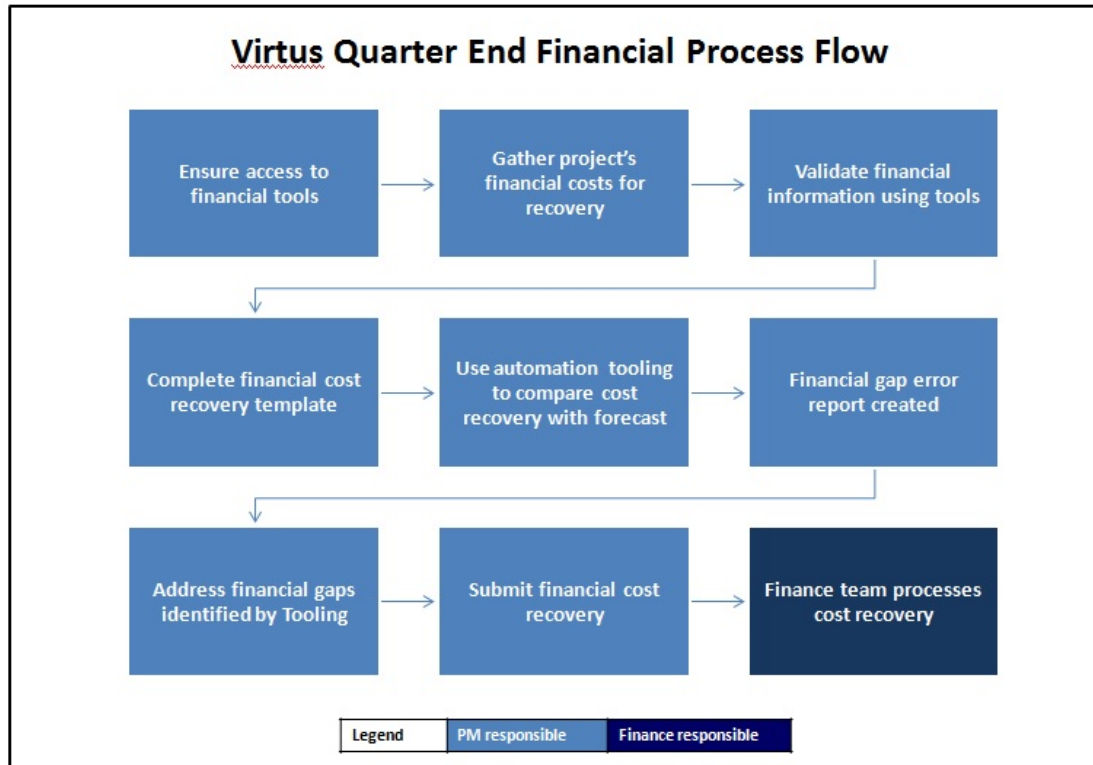 Virtus Quarter End Financial Process Flow
Ensure access to
financial tools
Gather project's
financial costs for
recovery
Validate financial
information using tools
Complete financial cost
recovery template
Use automation tooling
to compare cost
recovery with forecast
Financial gap error
report created
Address financial gaps
identified by Tooling
Submit financial cost
recovery
Finance team processes
cost recovery
Legend
PM responsible
Finance responsible